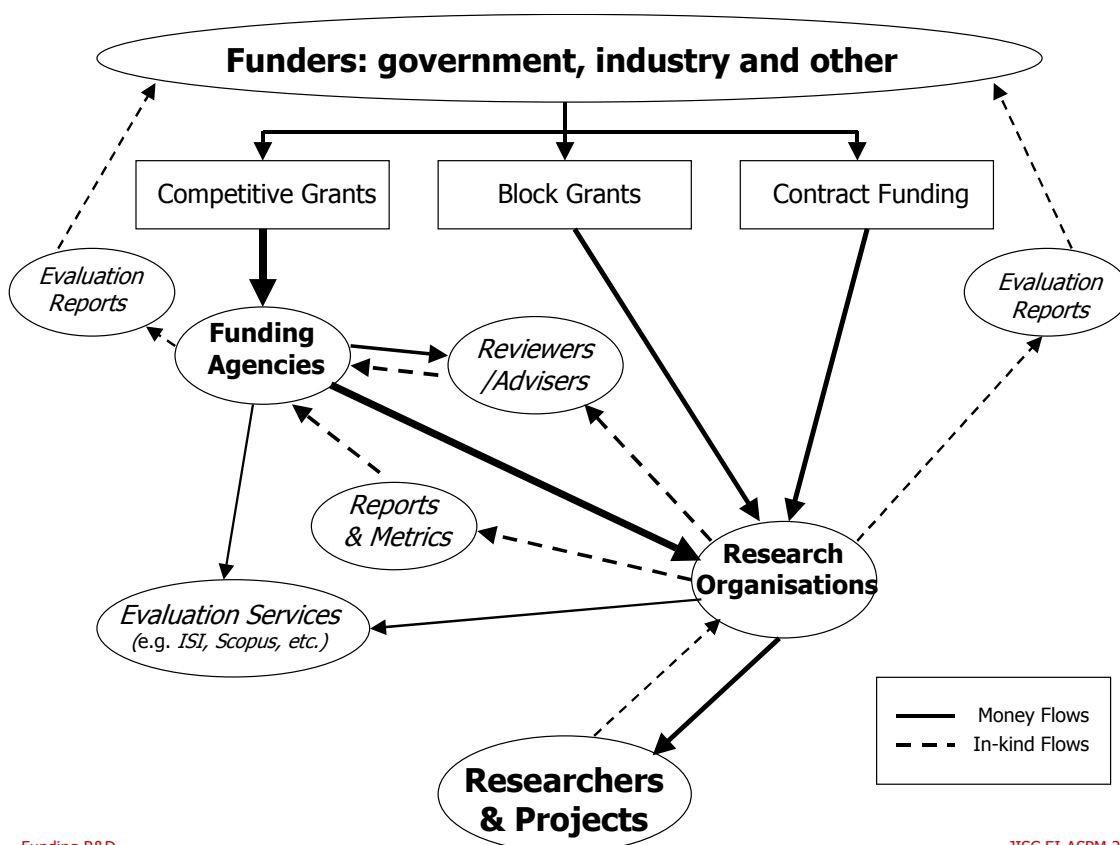 Funders: government, industry and other
Competitive Grants
Block Grants
Contract Funding
Evaluation
Reports
Evaluation
Reports
Funding
Agencies
Reviewers
/Advisers
Reports
& Metrics
Research
Organisations
Evaluation Services
(e.g. ISI, Scopus, etc.)
Money Flows
In-kind Flows
Researchers
& Projects